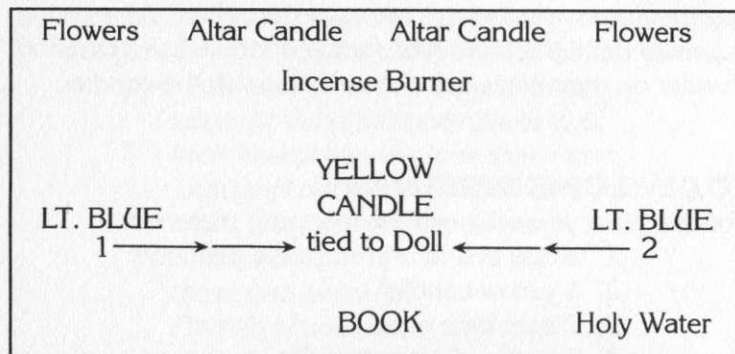 Flowers Altar Candle Altar Candle Flowers
Incense Burner
YELLOW
CANDLE
LT. BLUE LT. BLUE
1 tied to Doll 2
BOOK Holy Water